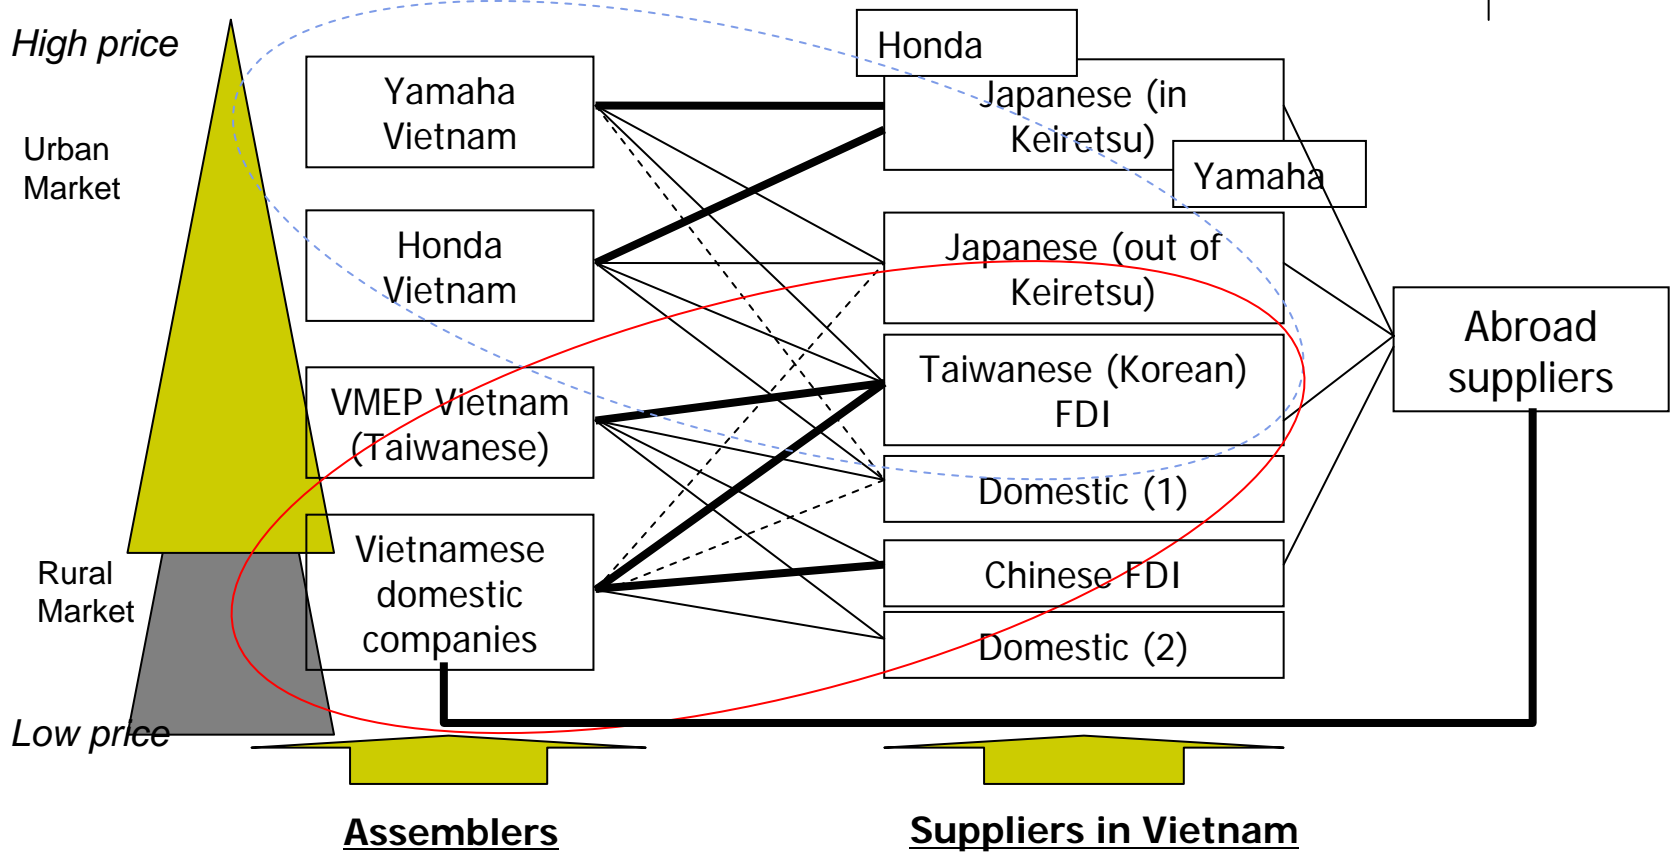 High price
Urban
Market
Rural
Market
Low price
Yamaha
Vietnam
Honda
Vietnam
VMEP Vietnam
(Taiwanese)
Vietnamese
domestic
companies
Assemblers
Honda
Japanese (in
Keiretsu)
Yamaha
Japanese (out of
Keiretsu)
Taiwanese (Korean)
FDI
Domestic (1)
Chinese FDI
Domestic (2)
Suppliers in Vietnam
Abroad
suppliers